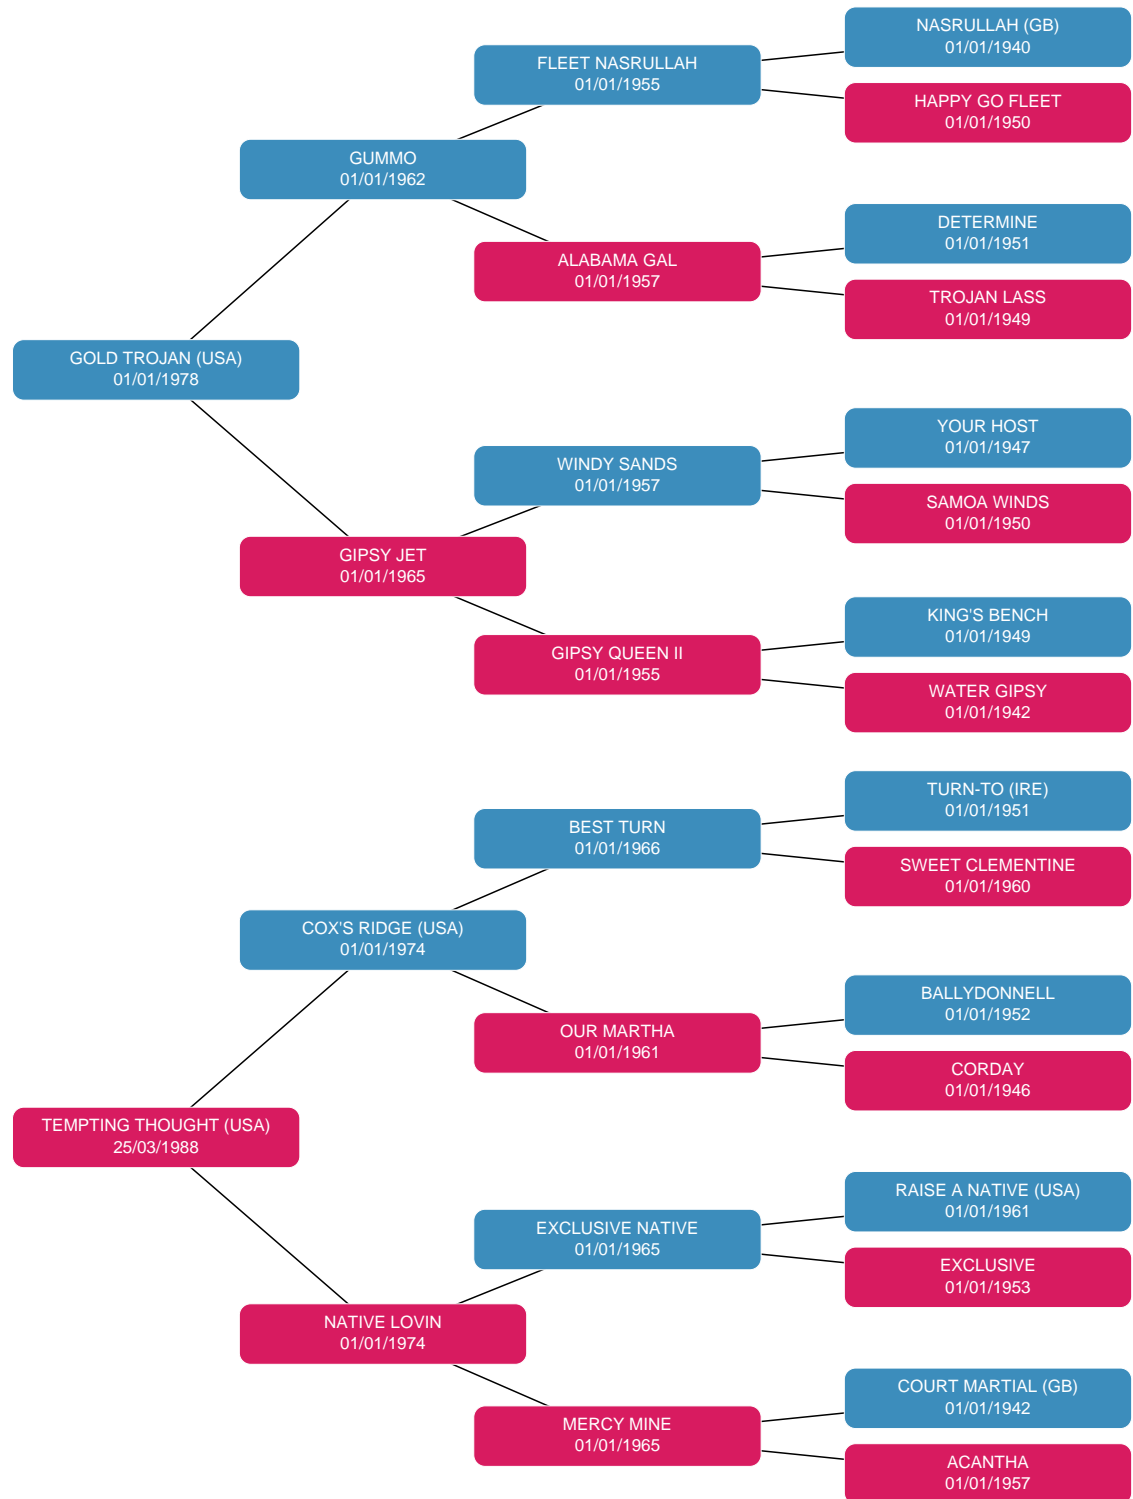 NASRULLAH (GB)
01/01/1940
FLEET NASRULLAH
01/01/1955
HAPPY GO FLEET
01/01/1950
GUMMO
01/01/1962
DETERMINE
01/01/1951
ALABAMA GAL
01/01/1957
TROJAN LASS
01/01/1949
GOLD TROJAN (USA)
01/01/1978
YOUR HOST
01/01/1947
WINDY SANDS
01/01/1957
SAMOA WINDS
01/01/1950
GIPSY JET
01/01/1965
KING'S BENCH
01/01/1949
GIPSY QUEEN II
01/01/1955
WATER GIPSY
01/01/1942
TURN-TO (IRE)
01/01/1951
BEST TURN
01/01/1966
SWEET CLEMENTINE
01/01/1960
COX'S RIDGE (USA)
01/01/1974
BALLYDONNELL
01/01/1952
OUR MARTHA
01/01/1961
CORDAY
01/01/1946
TEMPTING THOUGHT (USA)
25/03/1988
RAISE A NATIVE (USA)
01/01/1961
EXCLUSIVE NATIVE
01/01/1965
EXCLUSIVE
01/01/1953
NATIVE LOVIN
01/01/1974
COURT MARTIAL (GB)
01/01/1942
MERCY MINE
01/01/1965
ACANTHA
01/01/1957